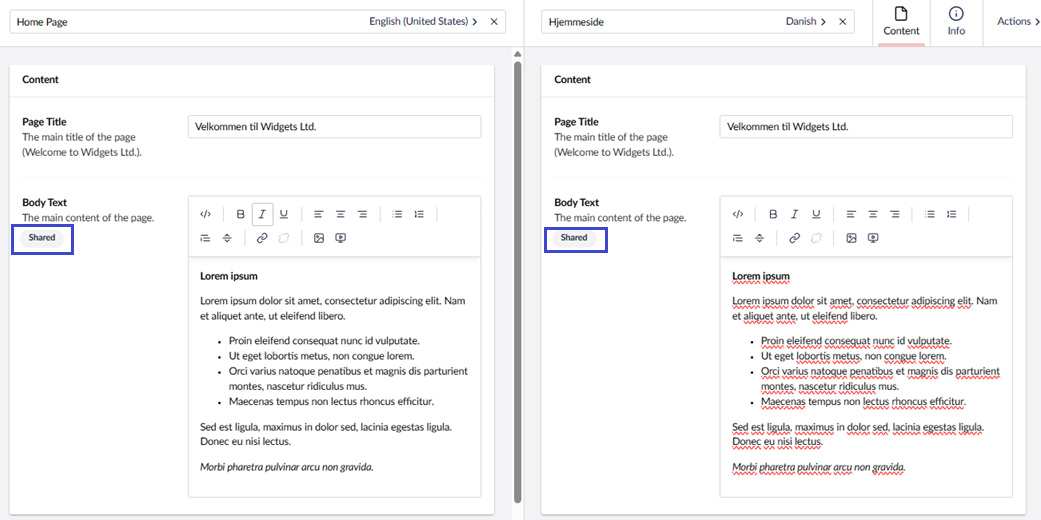 Home Page
English (United States)
Hjemmeside
Danish
Content
Info
Actions
Content
Page Title
The main title of the page
(Welcome to Widgets Ltd.).
Velkommen til Widgets Ltd.
Body Text
The main content of the page.
Shared
Lorem ipsum
Lorem ipsum dolor sit amet, consectetur adipiscing elit. Nam
et aliquet ante, ut eleifend libero.
Proin eleifend consequat nunc id vulputate.
Ut eget lobortis metus, non congue lorem.
Orci varius natoque penatibus et magnis dis parturient
montes, nascetur ridiculus mus.
Maecenas tempus non lectus rhoncus efficitur.
Sed est ligula, maximus in dolor sed, lacinia egestas ligula.
Donec eu nisi lectus.
Morbi pharetra pulvinar arcu non gravida.
Content
Page Title
The main title of the page
(Welcome to Widgets Ltd.).
Velkommen til Widgets Ltd.
Body Text
The main content of the page.
Shared
Lorem ipsum
Lorem ipsum dolor sit amet, consectetur adipiscing elit. Nam
et aliquet ante, ut eleifend libero.
Proin eleifend consequat nunc id vulputate.
Ut eget lobortis metus, non congue lorem.
Orci varius natoque penatibus et magnis dis parturient
montes, nascetur ridiculus mus.
Maecenas tempus non lectus rhoncus efficitur.
Sed est ligula, maximus in dolor sed, lacinia egestas ligula.
Donec eu nisi lectus.
Morbi pharetra pulvinar arcu non gravida.